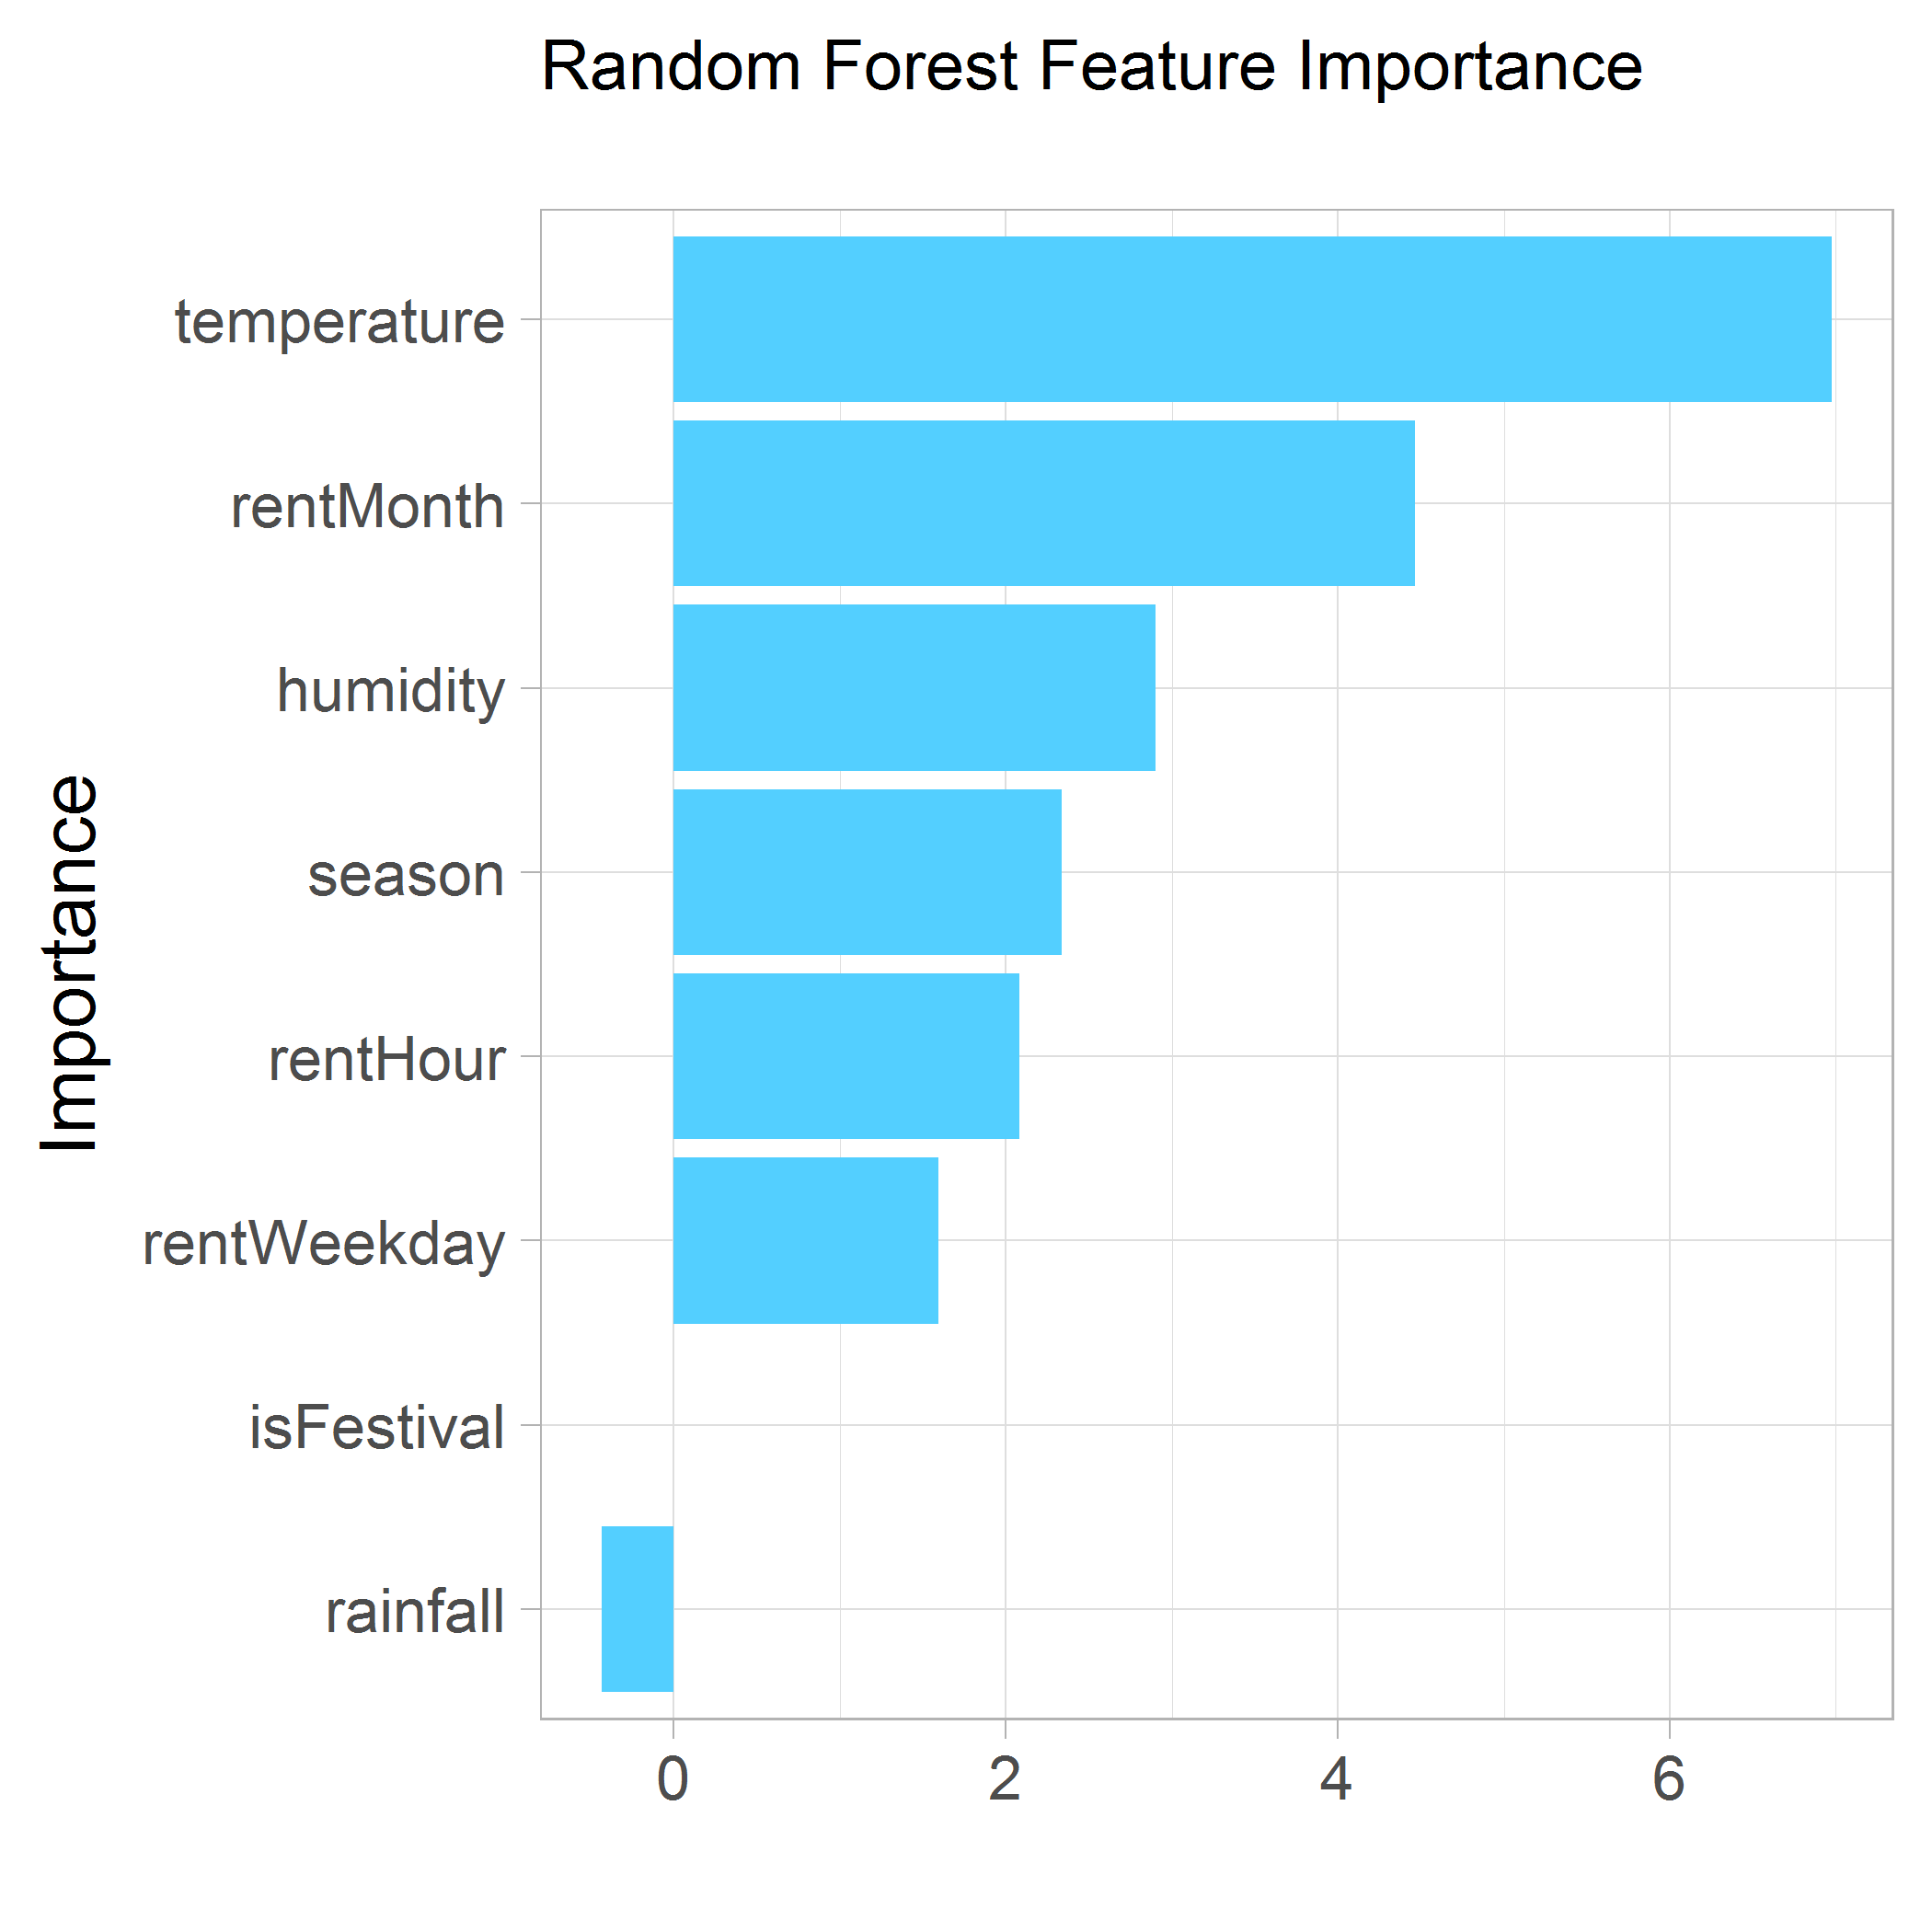 Random Forest Feature Importance
Importance
temperature
rentMonth
humidity
season
rentHour
rentWeekday
isFestival
rainfall
0 2 4 6